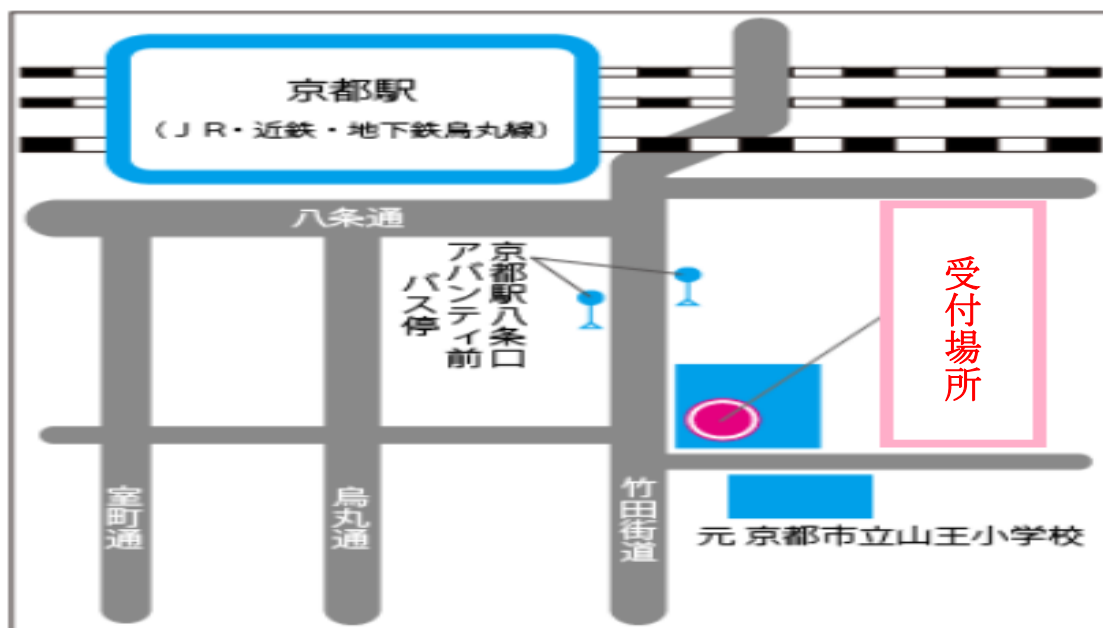 京都駅
(ＪＲ・近鉄・地下鉄烏丸線)
八条通
京都駅八条口
アバンティ前
バス停
受付場所
室町通
烏丸通
竹田街道
元 京都市立山王小学校